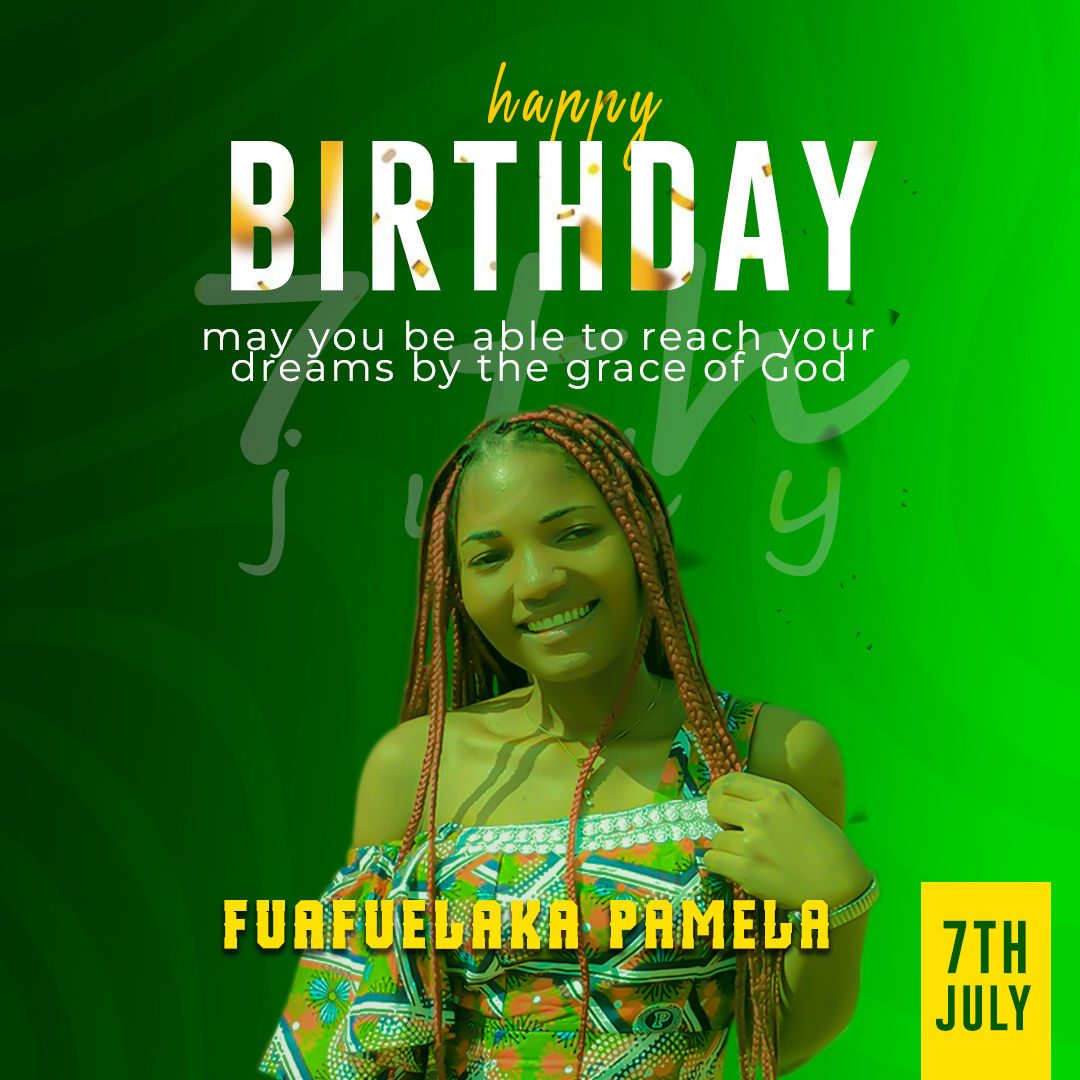 happy
BIRTHDAY
7th
may you be able to reach your
dreams by the grace of God
july
FUAFUELAKA PAMELA
P
7TH
JULY